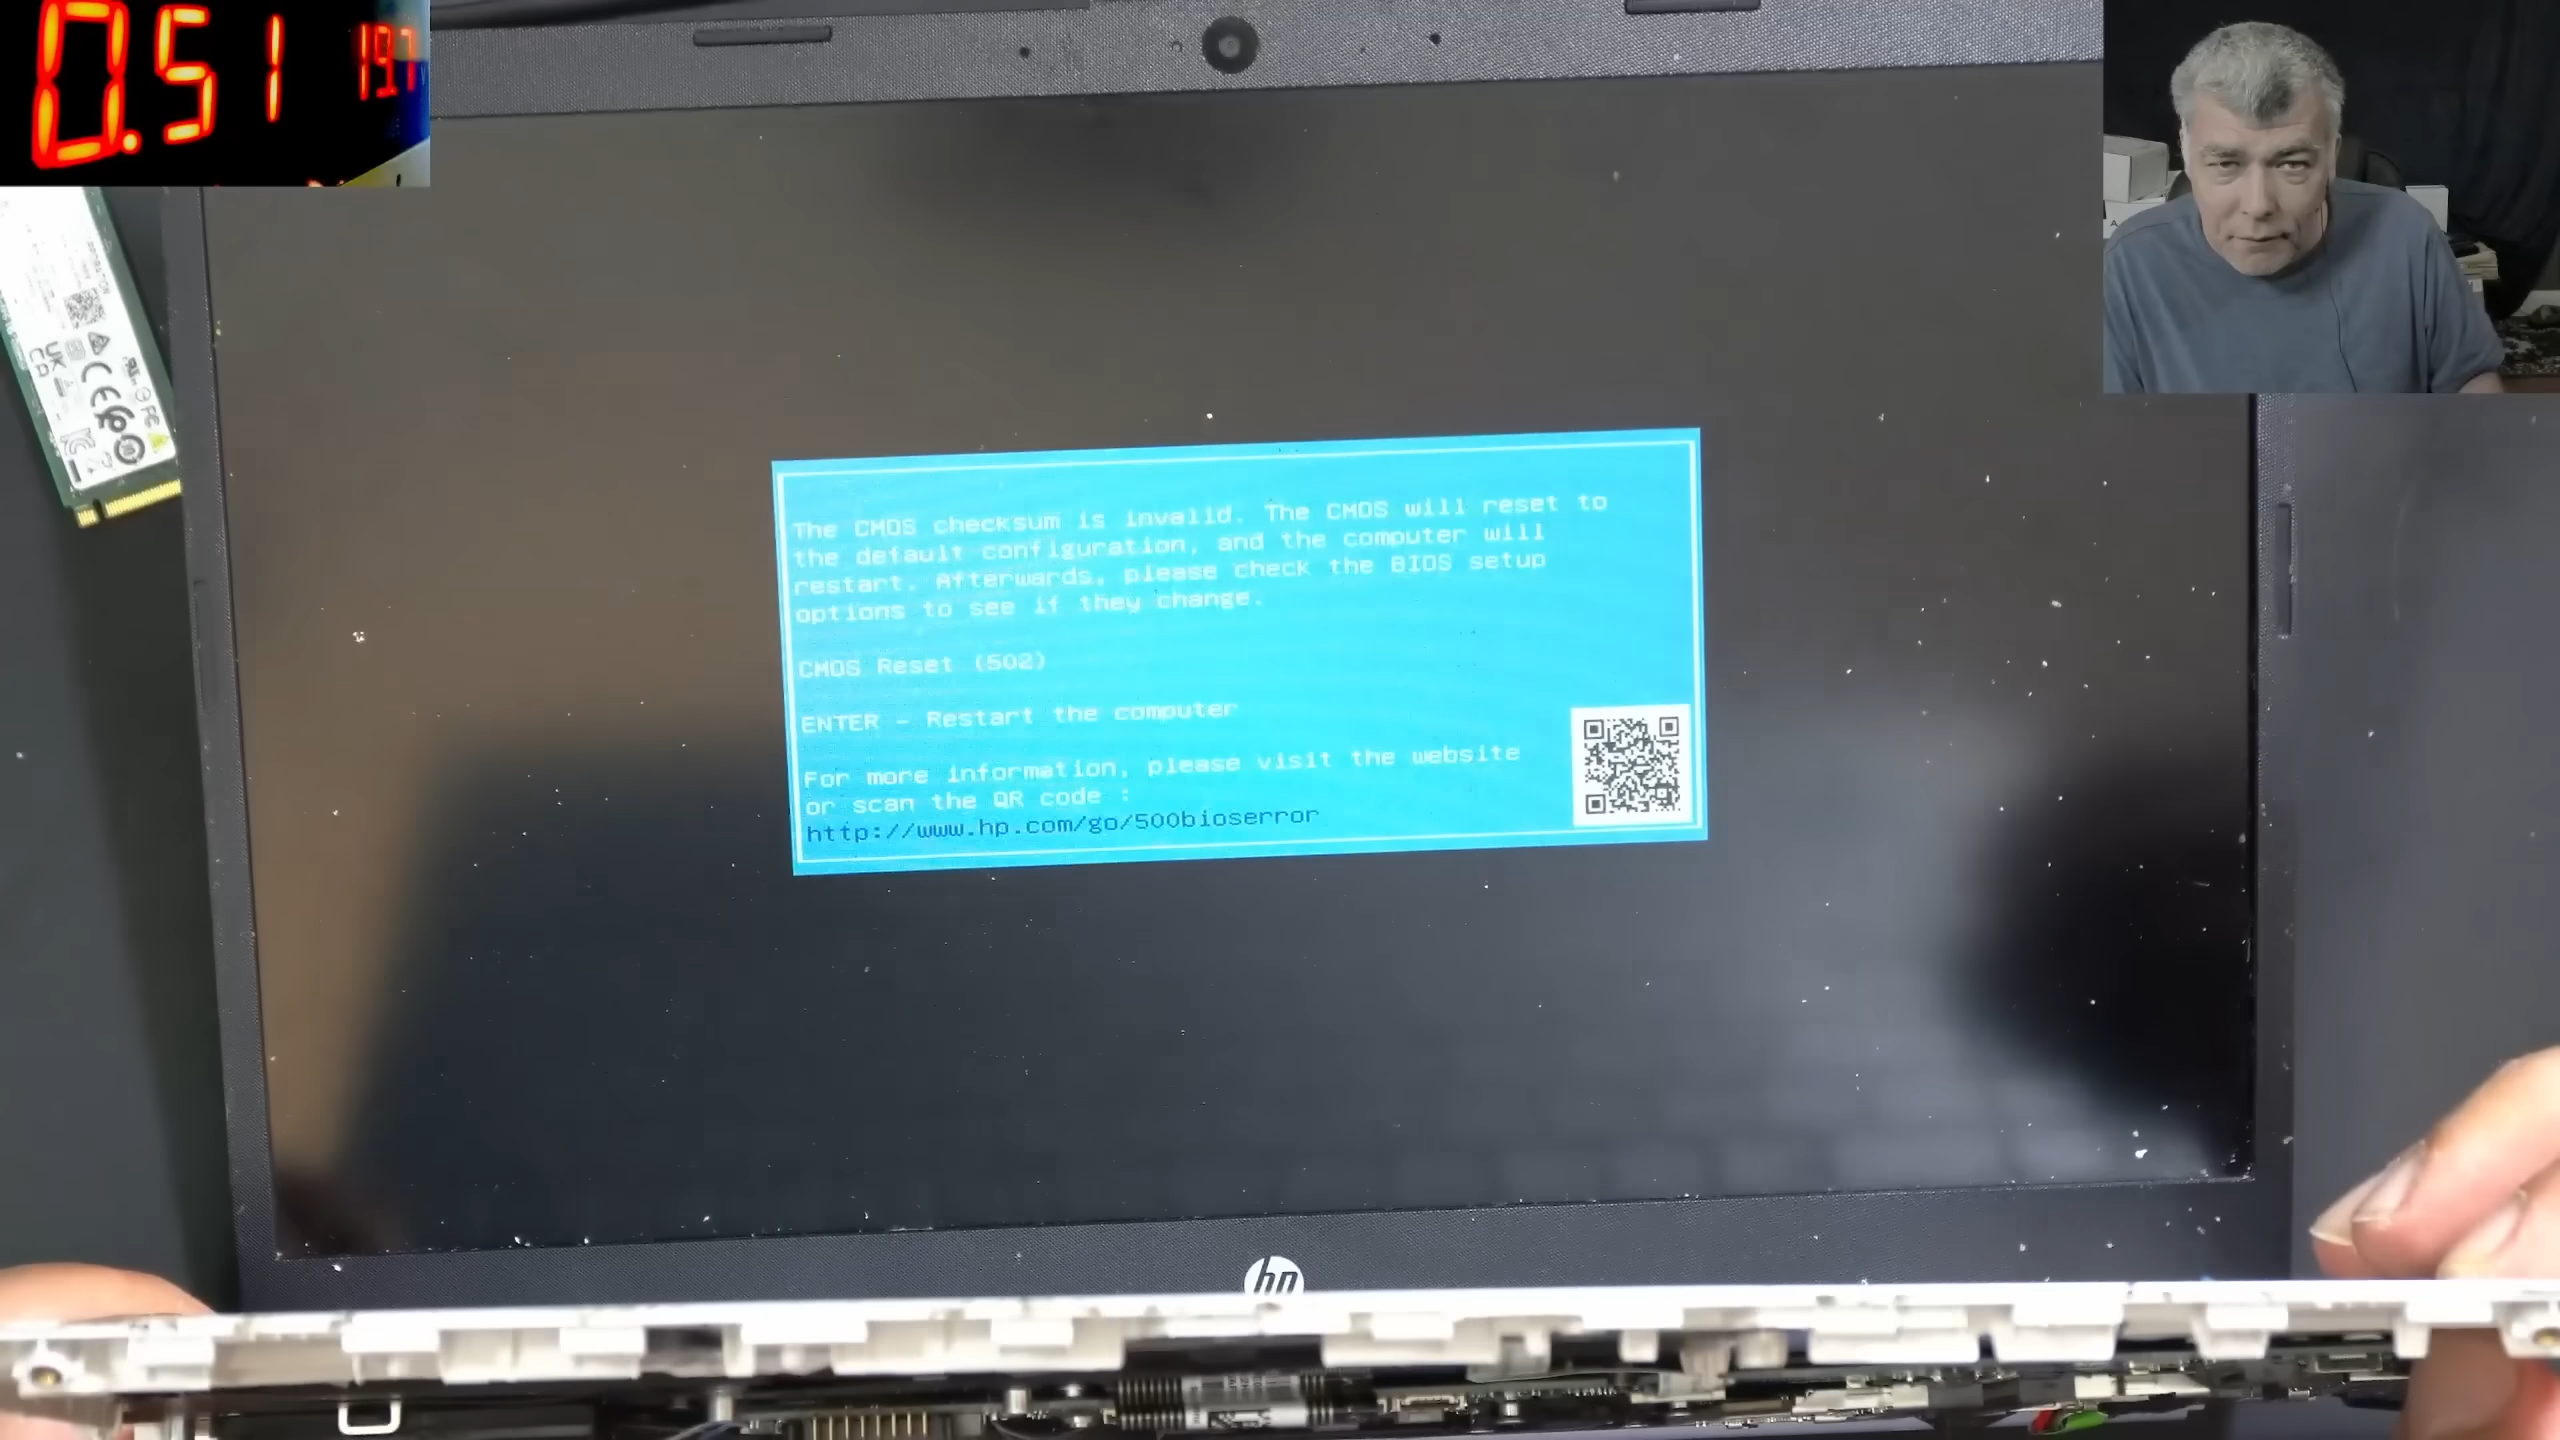 0.51 19.7
The CMOS checksum is invalid. The CMOS will reset to
the default configuration, and the computer will
restart. Afterwards, please check the BIOS setup
options to see if they change.
CMOS Reset (502)
ENTER - Restart the computer
For more information, please visit the website
or scan the QR code :
http://www.hp.com/go/500bioserror
hp